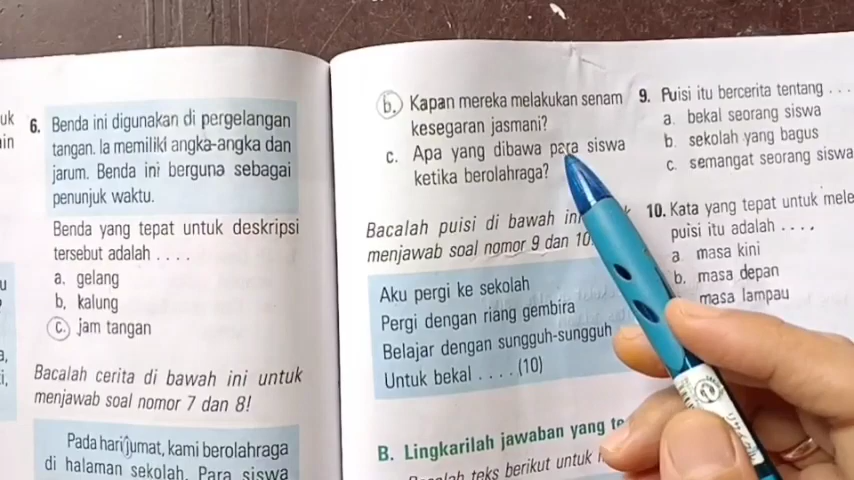 uk
ain
6. Benda ini digunakan di pergelangan
tangan. Ia memiliki angka-angka dan
jarum. Benda ini berguna sebagai
penunjuk waktu.
Benda yang tepat untuk deskripsi
tersebut adalah . . . .
a. gelang
b, kalung
c. jam tangan
Bacalah cerita di bawah ini untuk
menjawab soal nomor 7 dan 8!
Pada hari Jumat, kami berolahraga
di halaman sekolah. Para siswa
b. Kapan mereka melakukan senam
kesegaran jasmani?
c. Apa yang dibawa para siswa
ketika berolahraga?
Bacalah puisi di bawah ini
menjawab soal nomor 9 dan 10
Aku pergi ke sekolah
Pergi dengan riang gembira
Belajar dengan sungguh-sungguh
Untuk bekal . . . . (10)
B. Lingkarilah jawaban yang te
teks berikut untuk
9. Puisi itu bercerita tentang . . .
a. bekal seorang siswa
b. sekolah yang bagus
c. semangat seorang siswa
10. Kata yang tepat untuk mele
puisi itu adalah . . . .
a. masa kini
b. masa depan
masa lampau